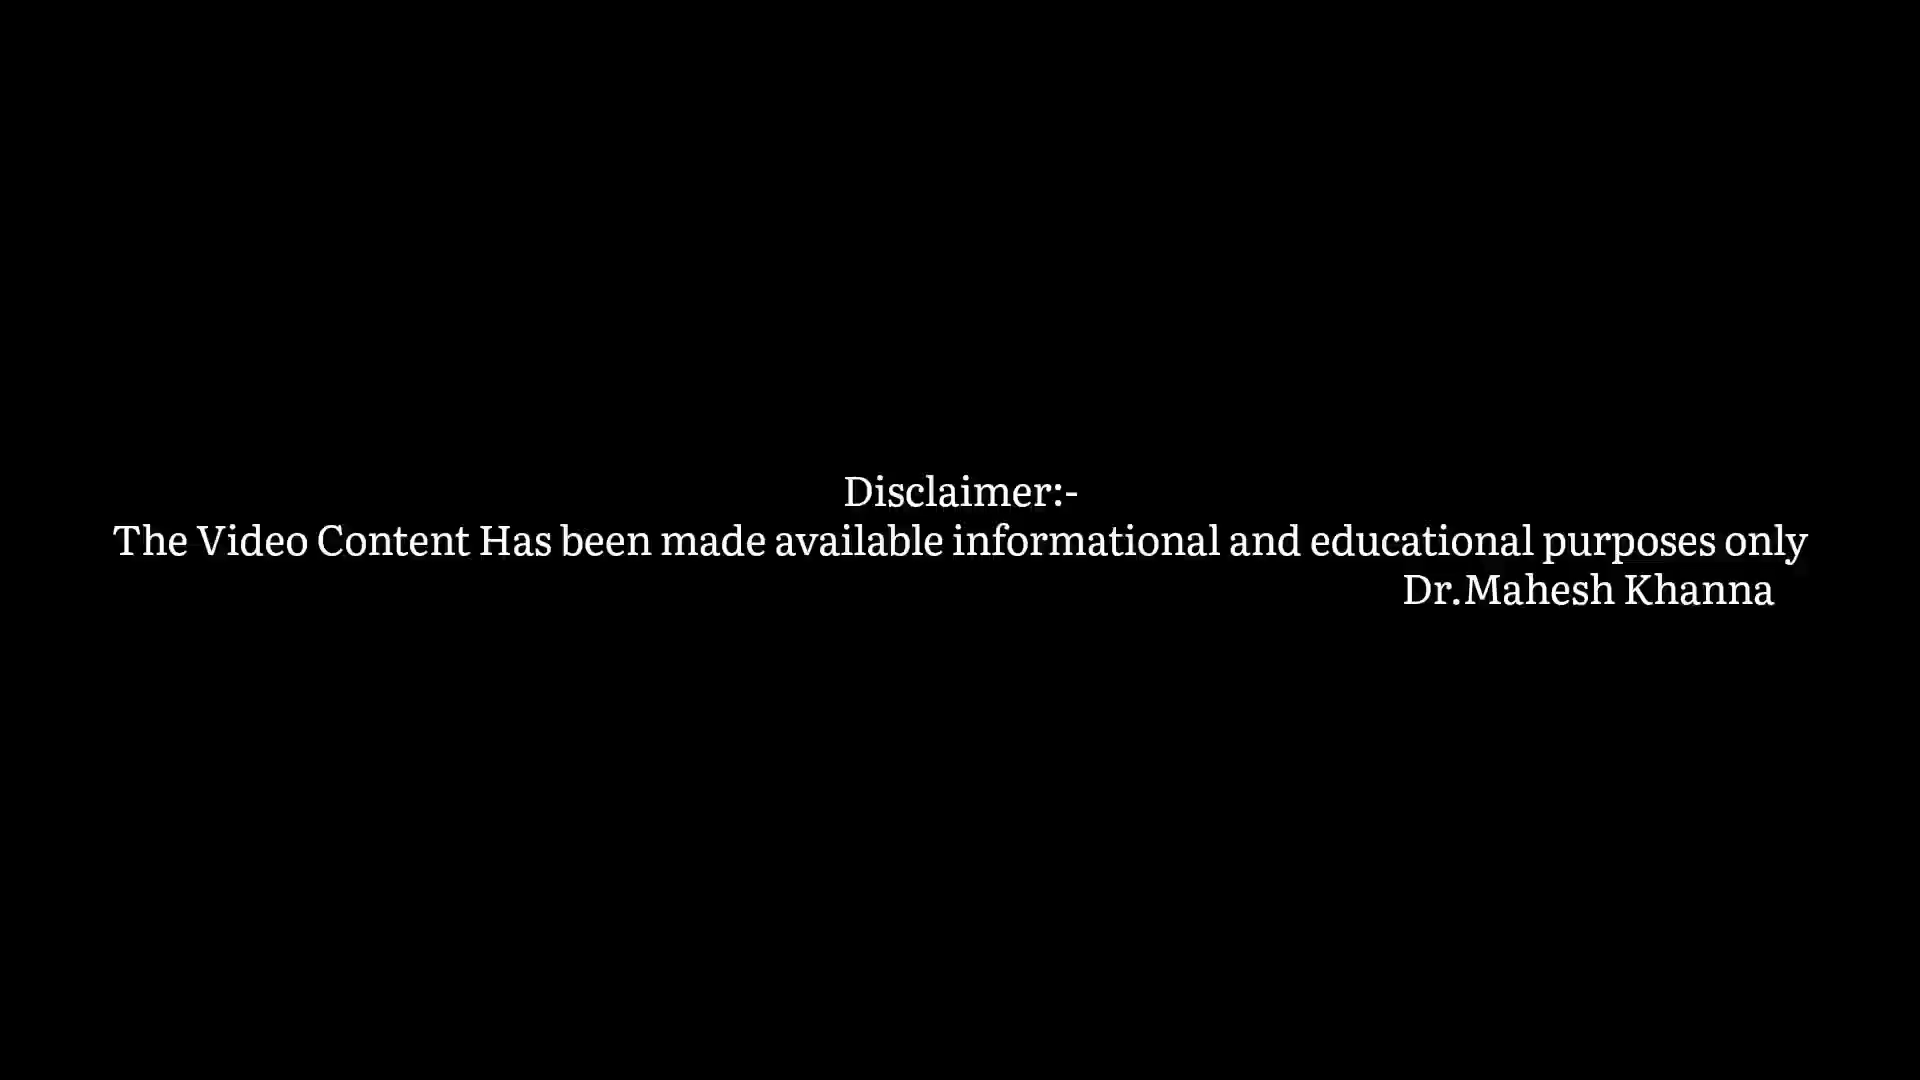 Disclaimer:-
The Video Content Has been made available informational and educational purposes only
Dr.Mahesh Khanna